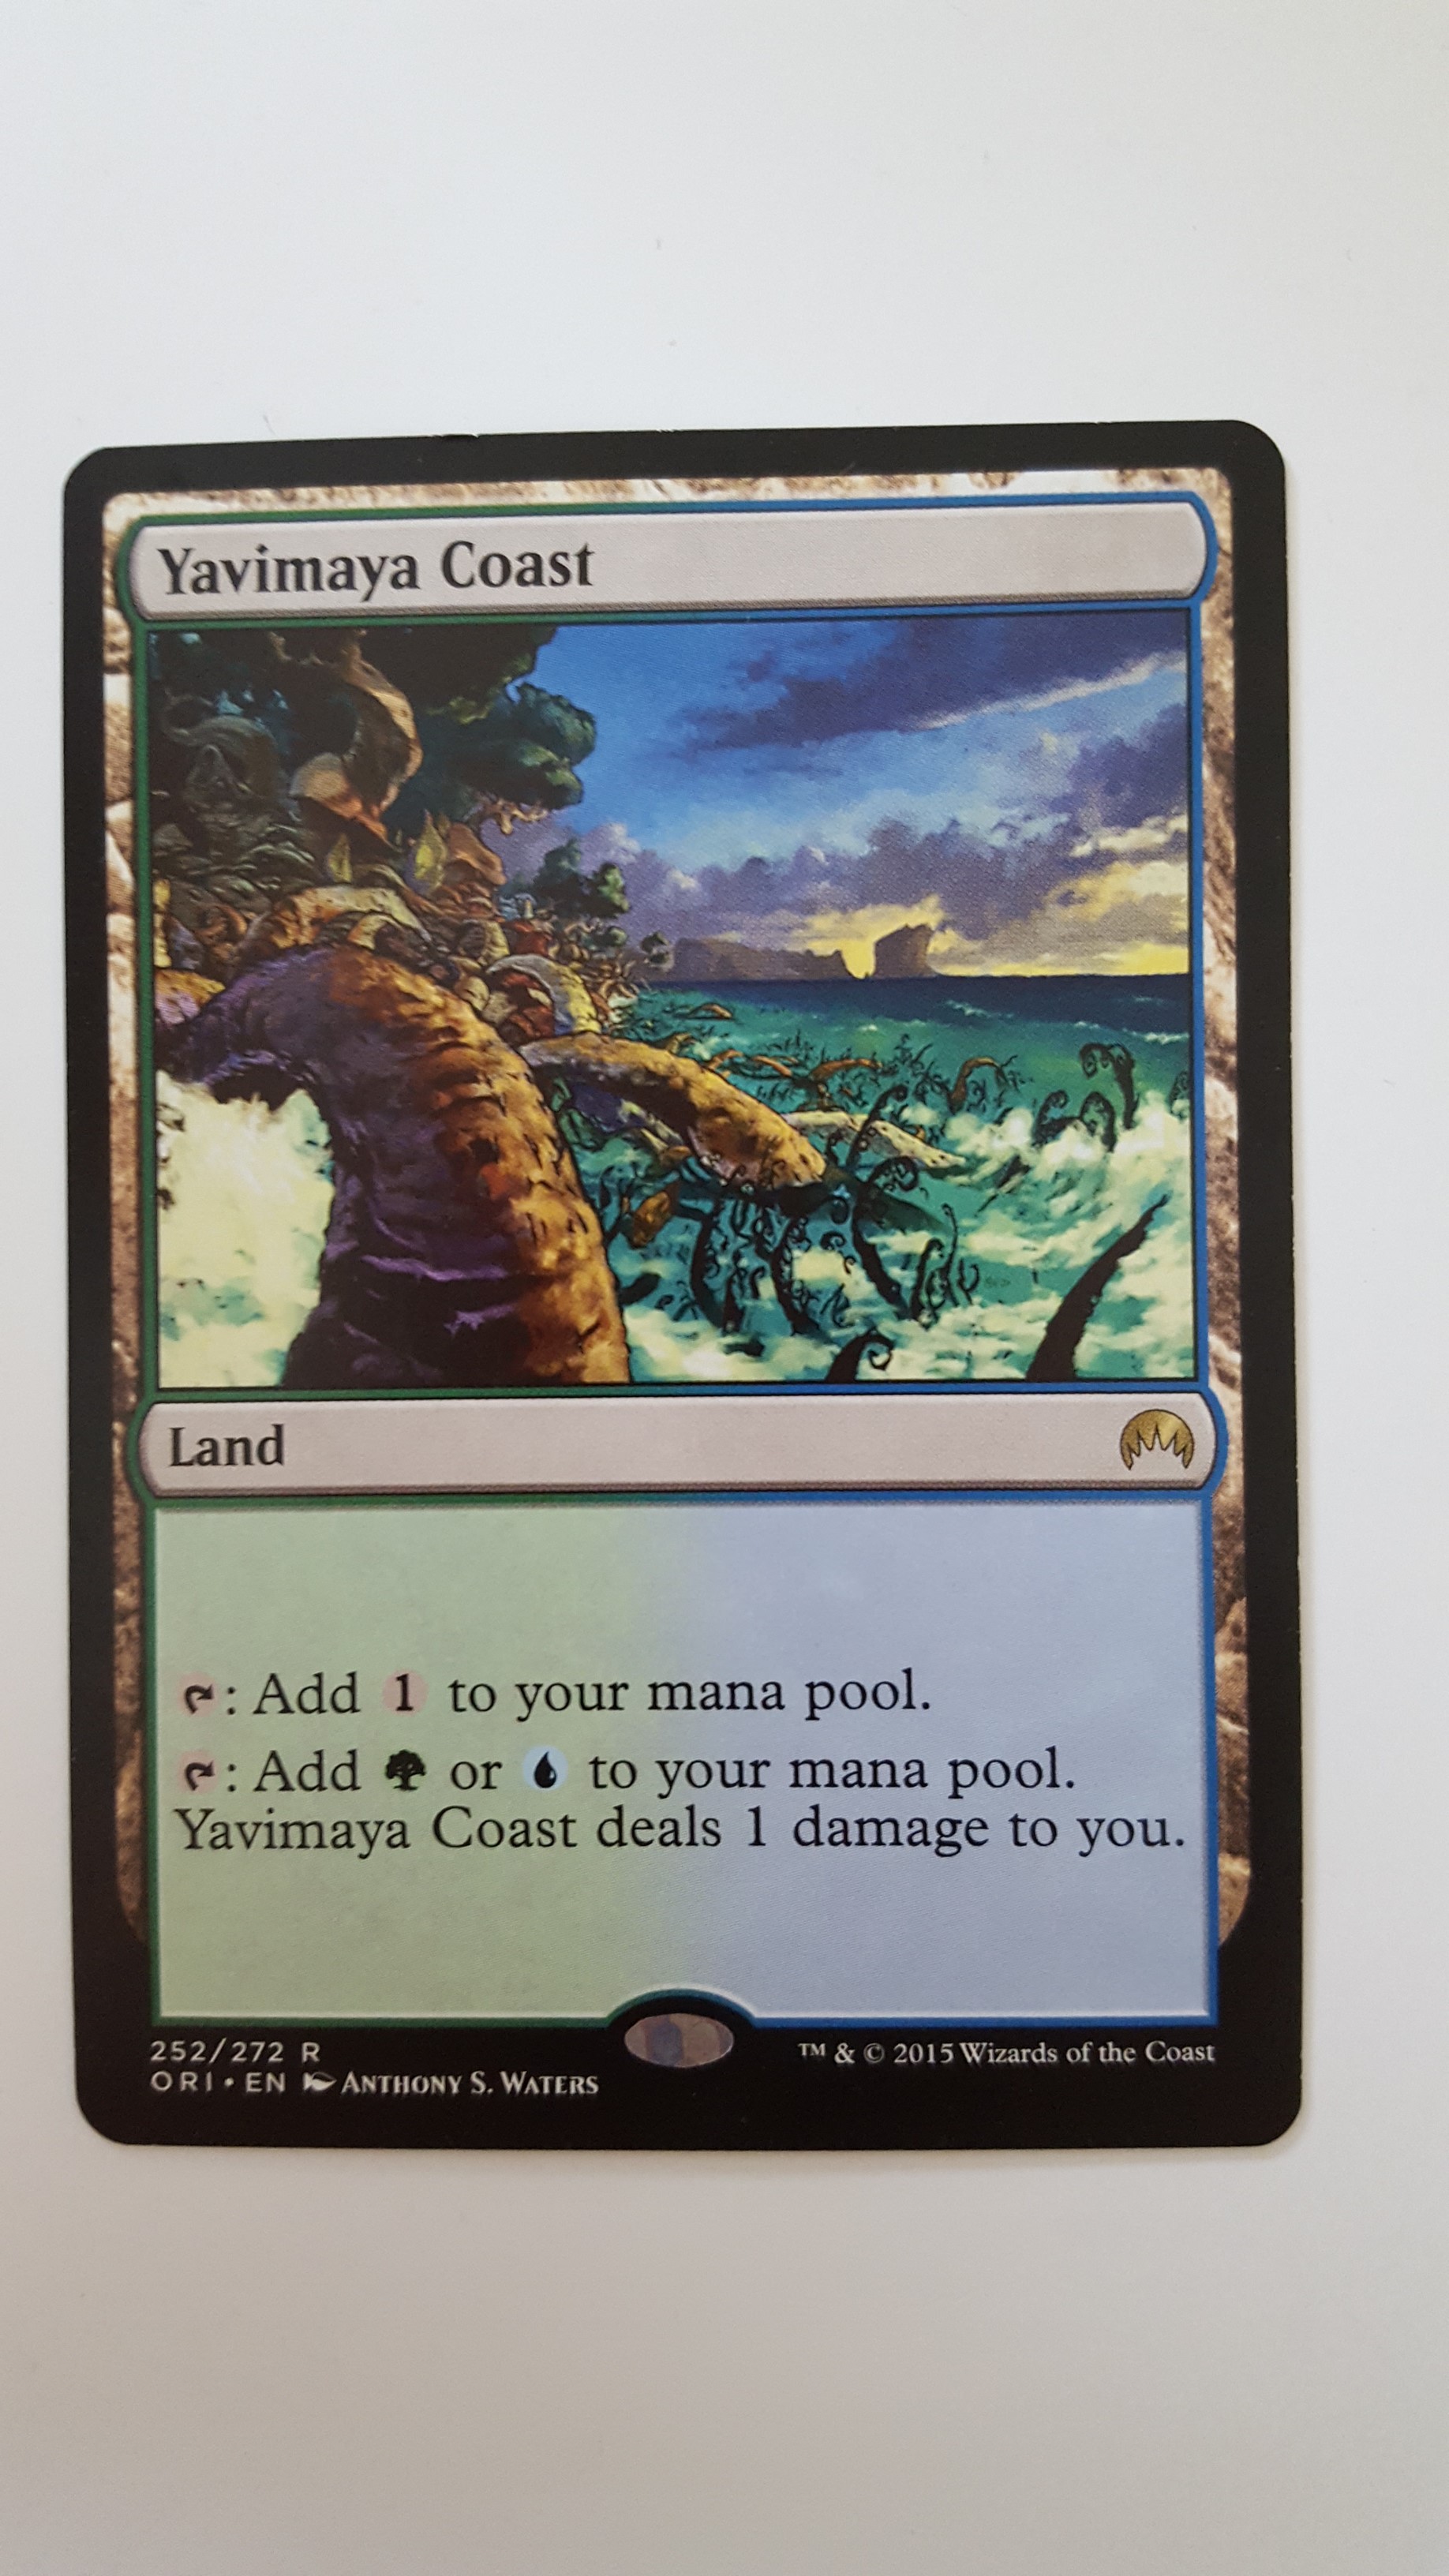 Yavimaya Coast
Land
: Add 1 to your mana pool.
: Add or to your mana pool.
Yavimaya Coast deals 1 damage to you.
252/272 R
ORI • EN ANTHONY S. WATERS
™ & © 2015 Wizards of the Coast